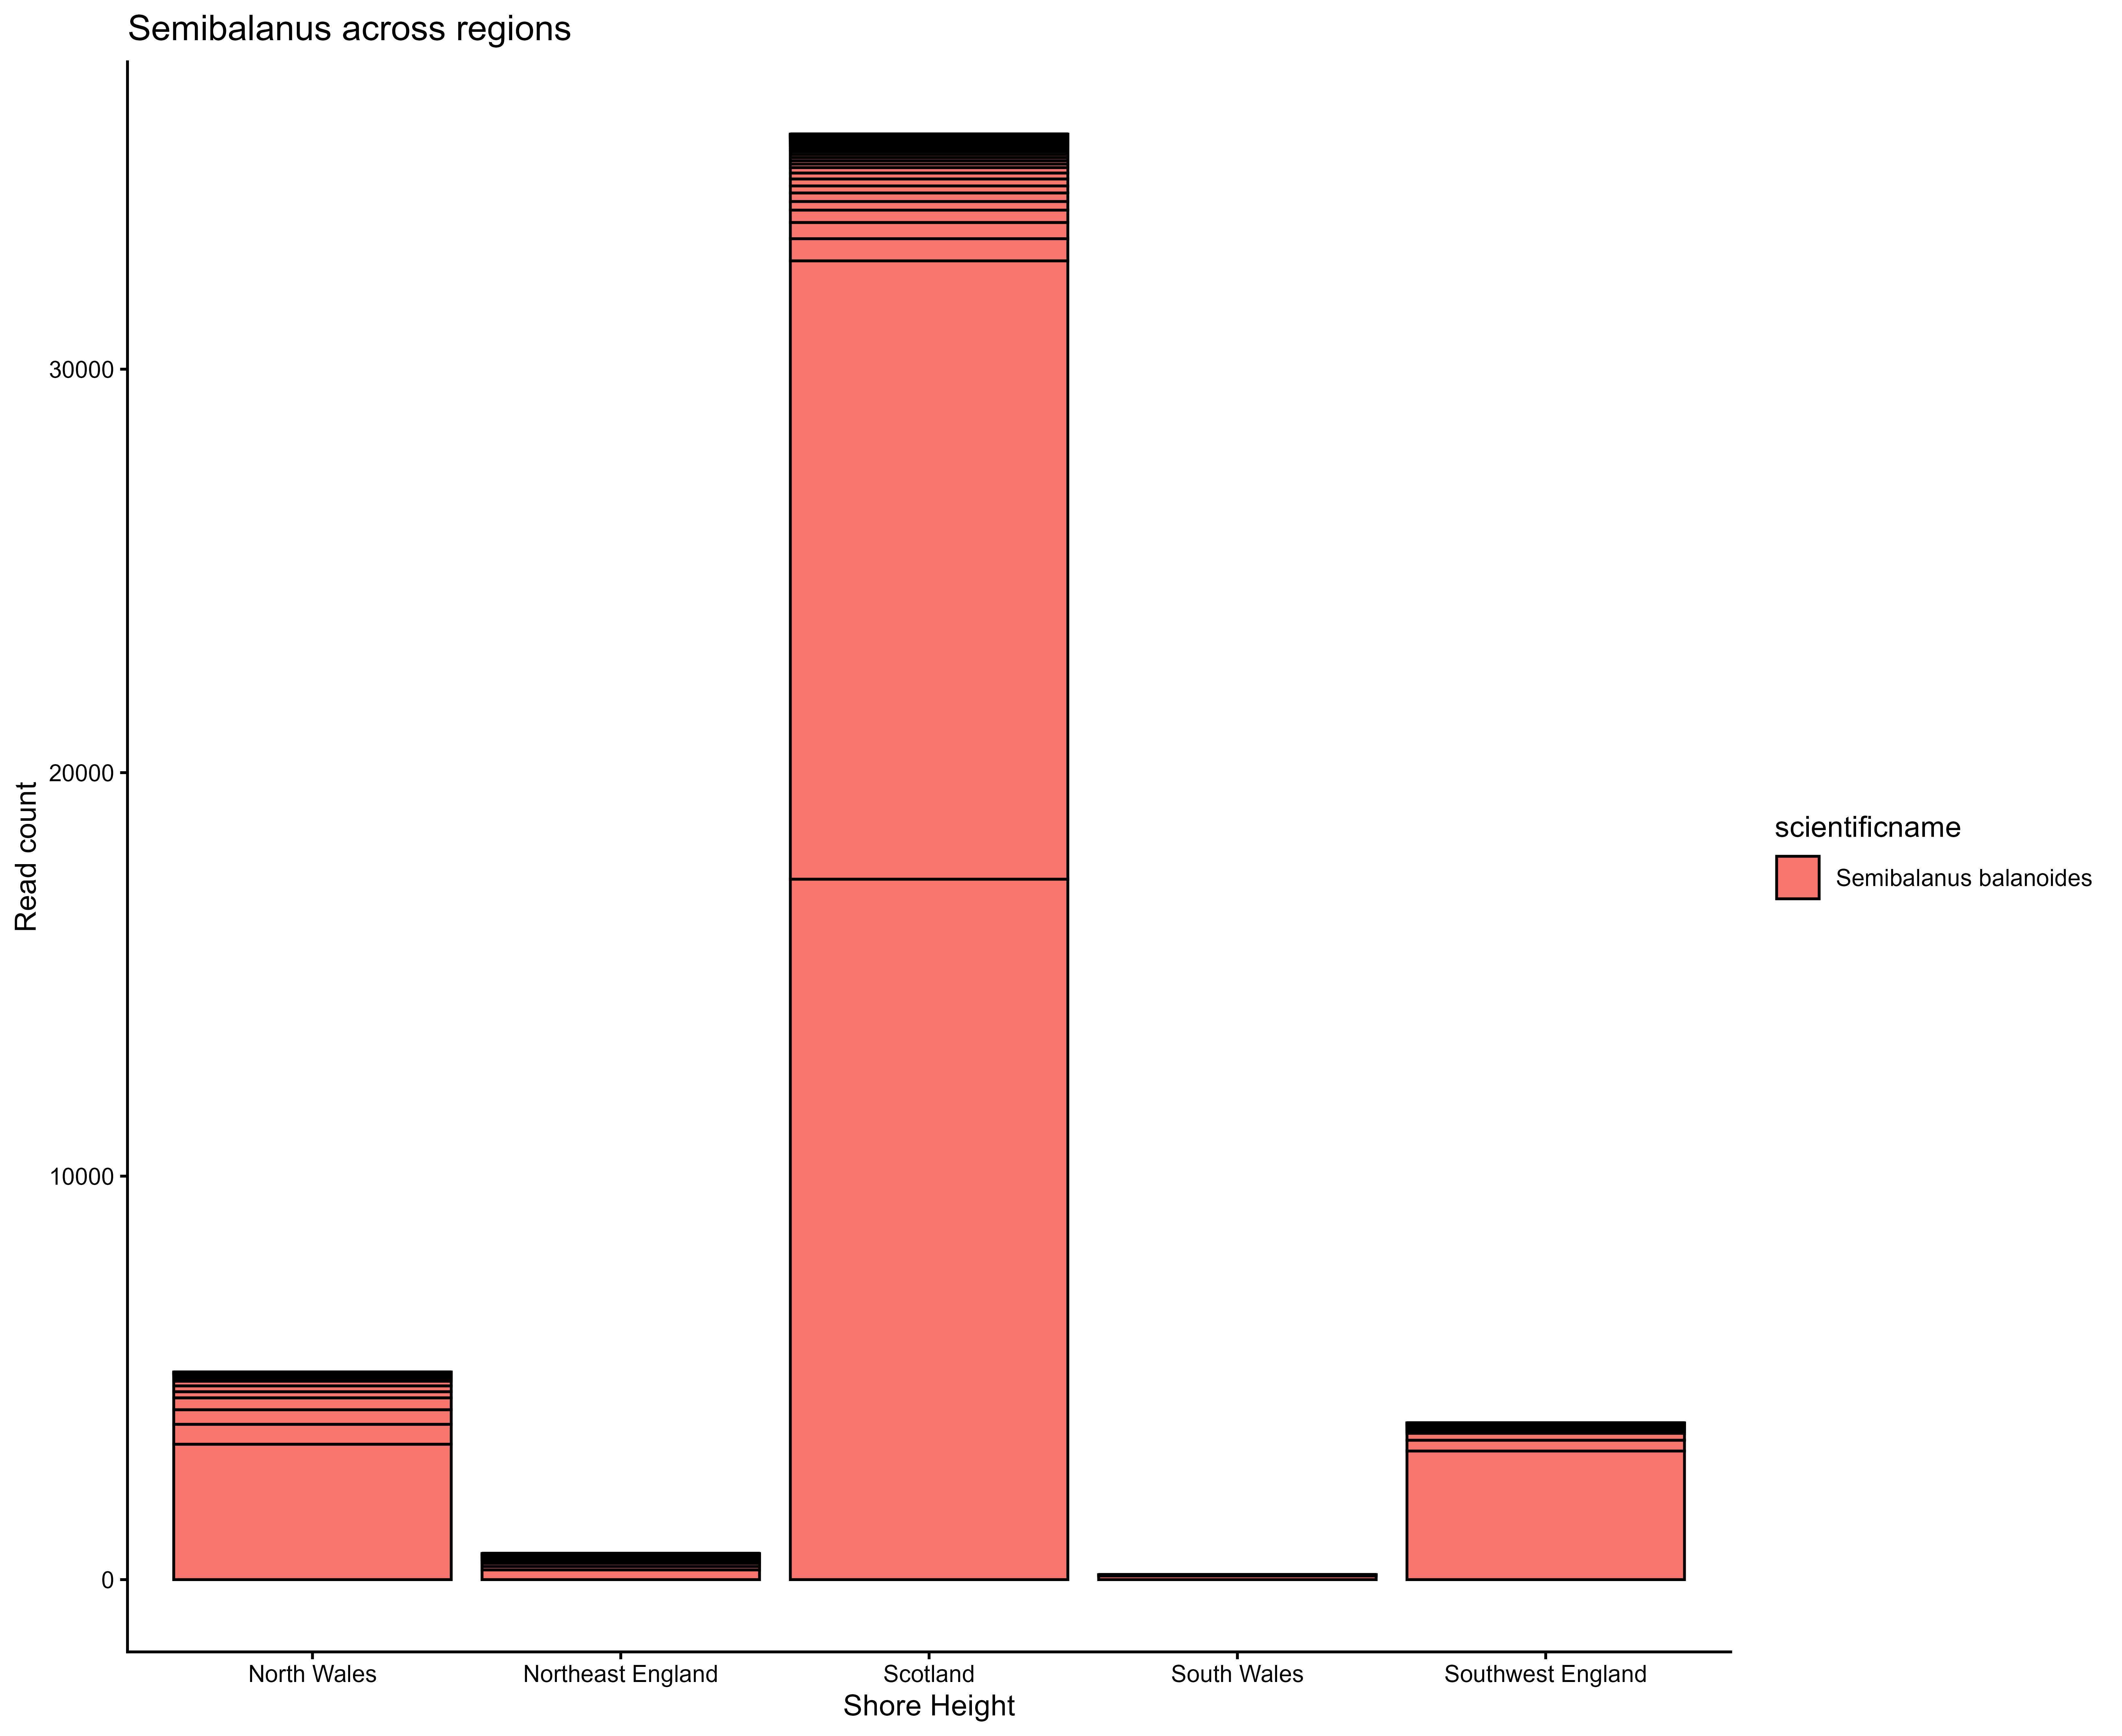 Semibalanus across regions
Read count
30000
20000
10000
0
North Wales
Northeast England
Scotland
South Wales
Southwest England
Shore Height
scientificname
Semibalanus balanoides